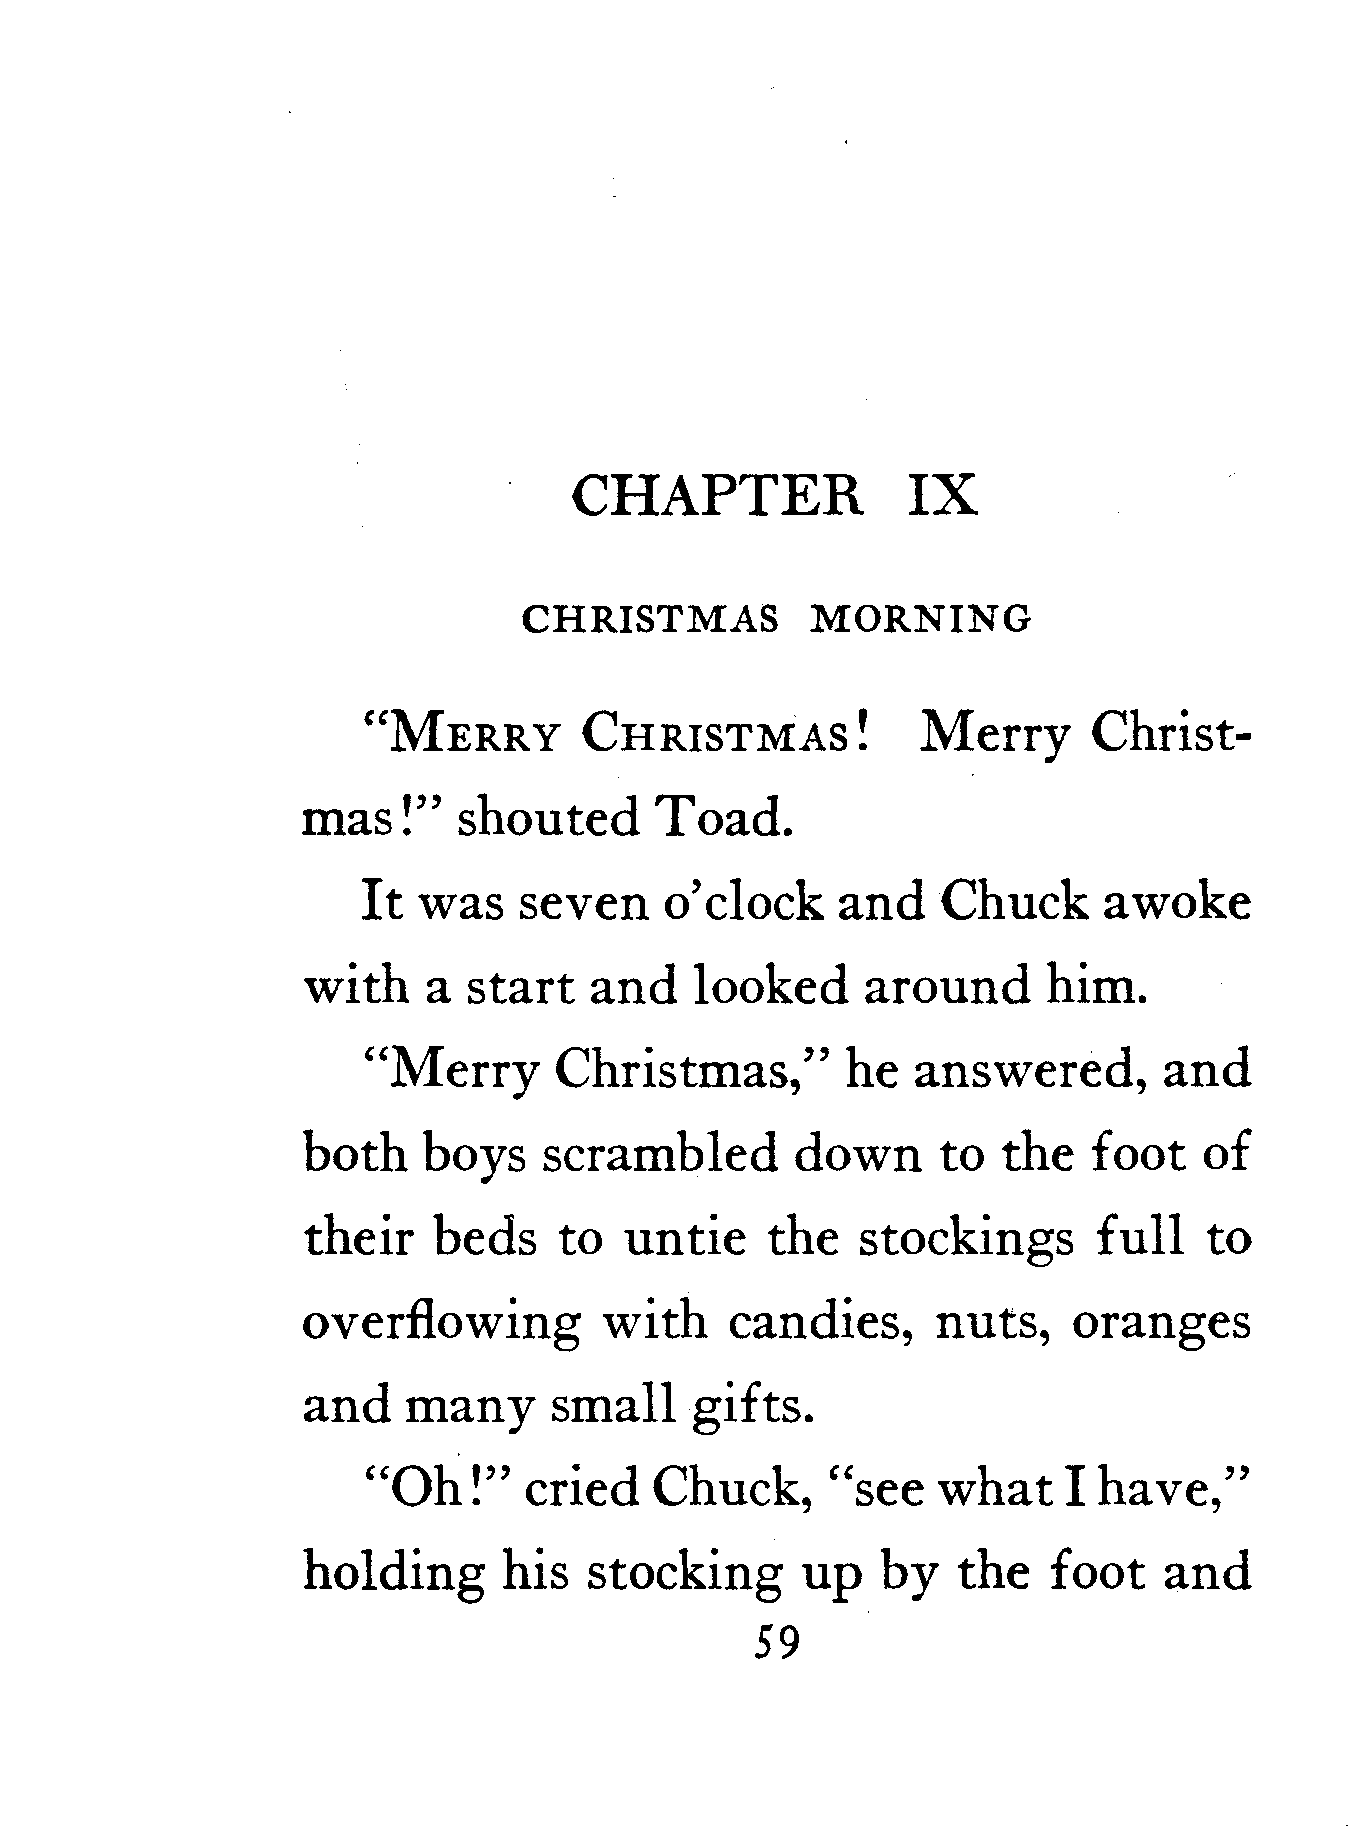 CHAPTER IX
CHRISTMAS MORNING
“MERRY CHRISTMAS! Merry Christ-
mas!” shouted Toad.
It was seven o’clock and Chuck awoke
with a start and looked around him.
“Merry Christmas,” he answered, and
both boys scrambled down to the foot of
their beds to untie the stockings full to
overflowing with candies, nuts, oranges
and many small gifts.
“Oh!” cried Chuck, “see what I have,”
holding his stocking up by the foot and
59